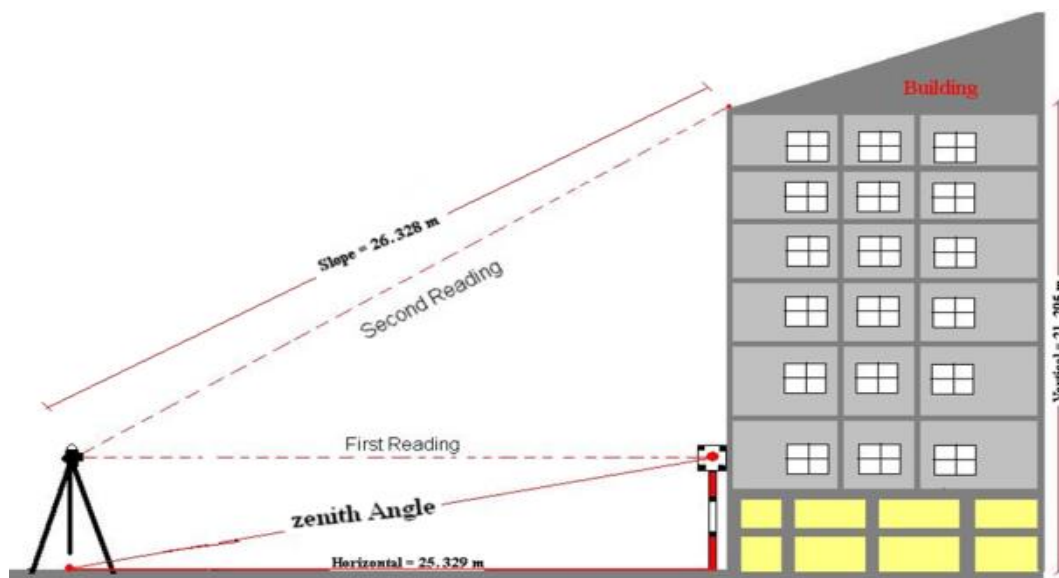 Building
Slope = 26.328 m
Second Reading
First Reading
zenith Angle
Horizontal = 25.329 m